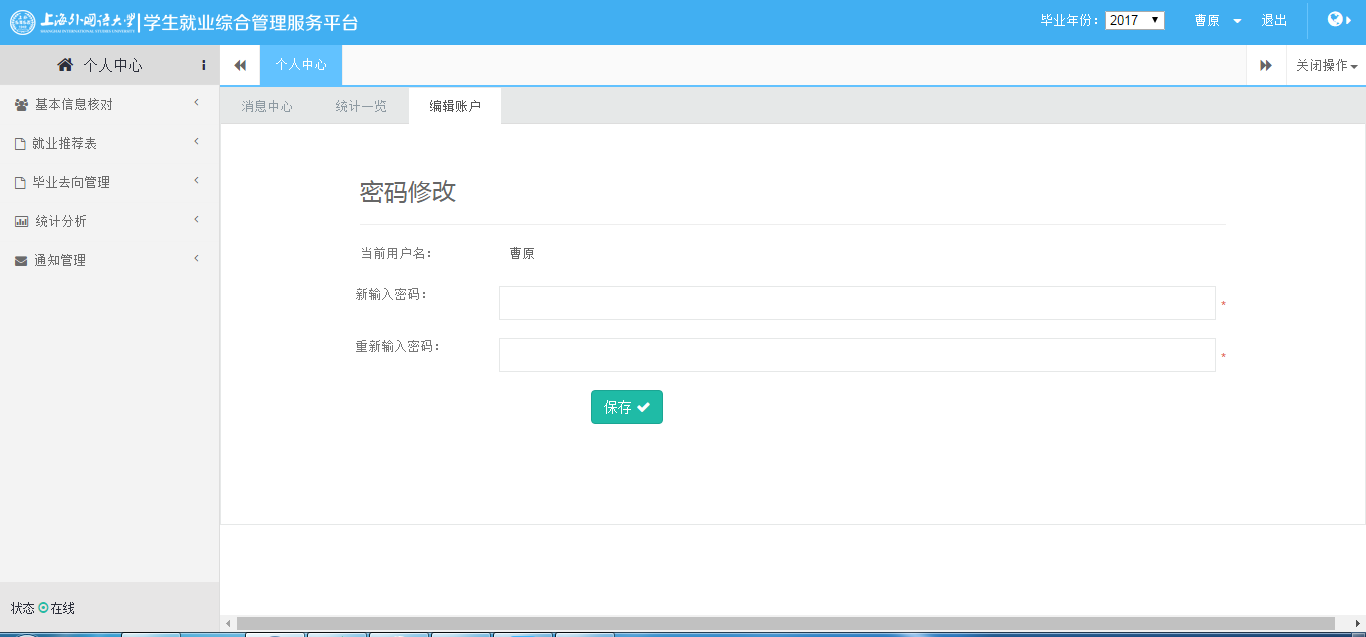 上海外国语大学 学生就业综合管理服务平台
SHANGHAI INTERNATIONAL STUDIES UNIVERSITY
毕业年份： 2017 曹原 退出
个人中心
个人中心
关闭操作
基本信息核对
就业推荐表
毕业去向管理
统计分析
通知管理
消息中心 统计一览 编辑账户
密码修改
当前用户名： 曹原
新输入密码： *
重新输入密码： *
保存
状态 在线